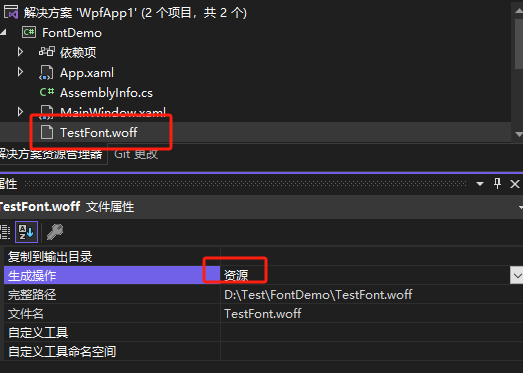 解决方案 'WpfApp1' (2 个项目，共 2 个)
FontDemo
依赖项
App.xaml
AssemblyInfo.cs
MainWindow.xaml
TestFont.woff
解决方案资源管理器 Git 更改
属性
TestFont.woff 文件属性
复制到输出目录
生成操作 资源
完整路径 D:\Test\FontDemo\TestFont.woff
文件名 TestFont.woff
自定义工具
自定义工具命名空间